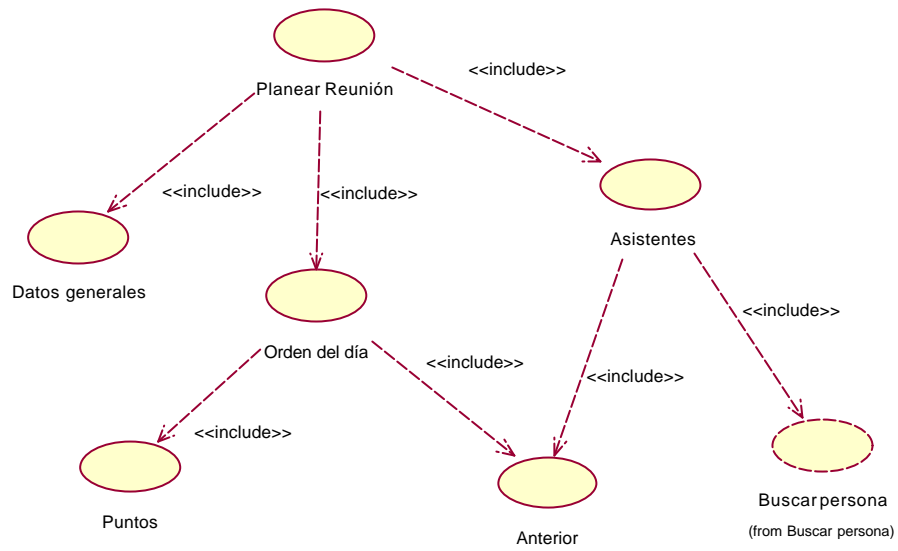 <<include>>
Planear Reunión
<<include>>
<<include>>
Asistentes
Datos generales
<<include>>
Orden del día
<<include>>
<<include>>
<<include>>
Puntos
Anterior
Buscar persona
(from Buscar persona)